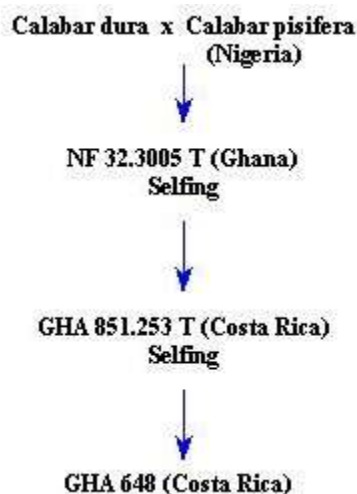 Calabar dura x Calabar pisifera
(Nigeria)
NF 32.3005 T (Ghana)
Selfing
GHA 851.253 T (Costa Rica)
Selfing
GHA 648 (Costa Rica)